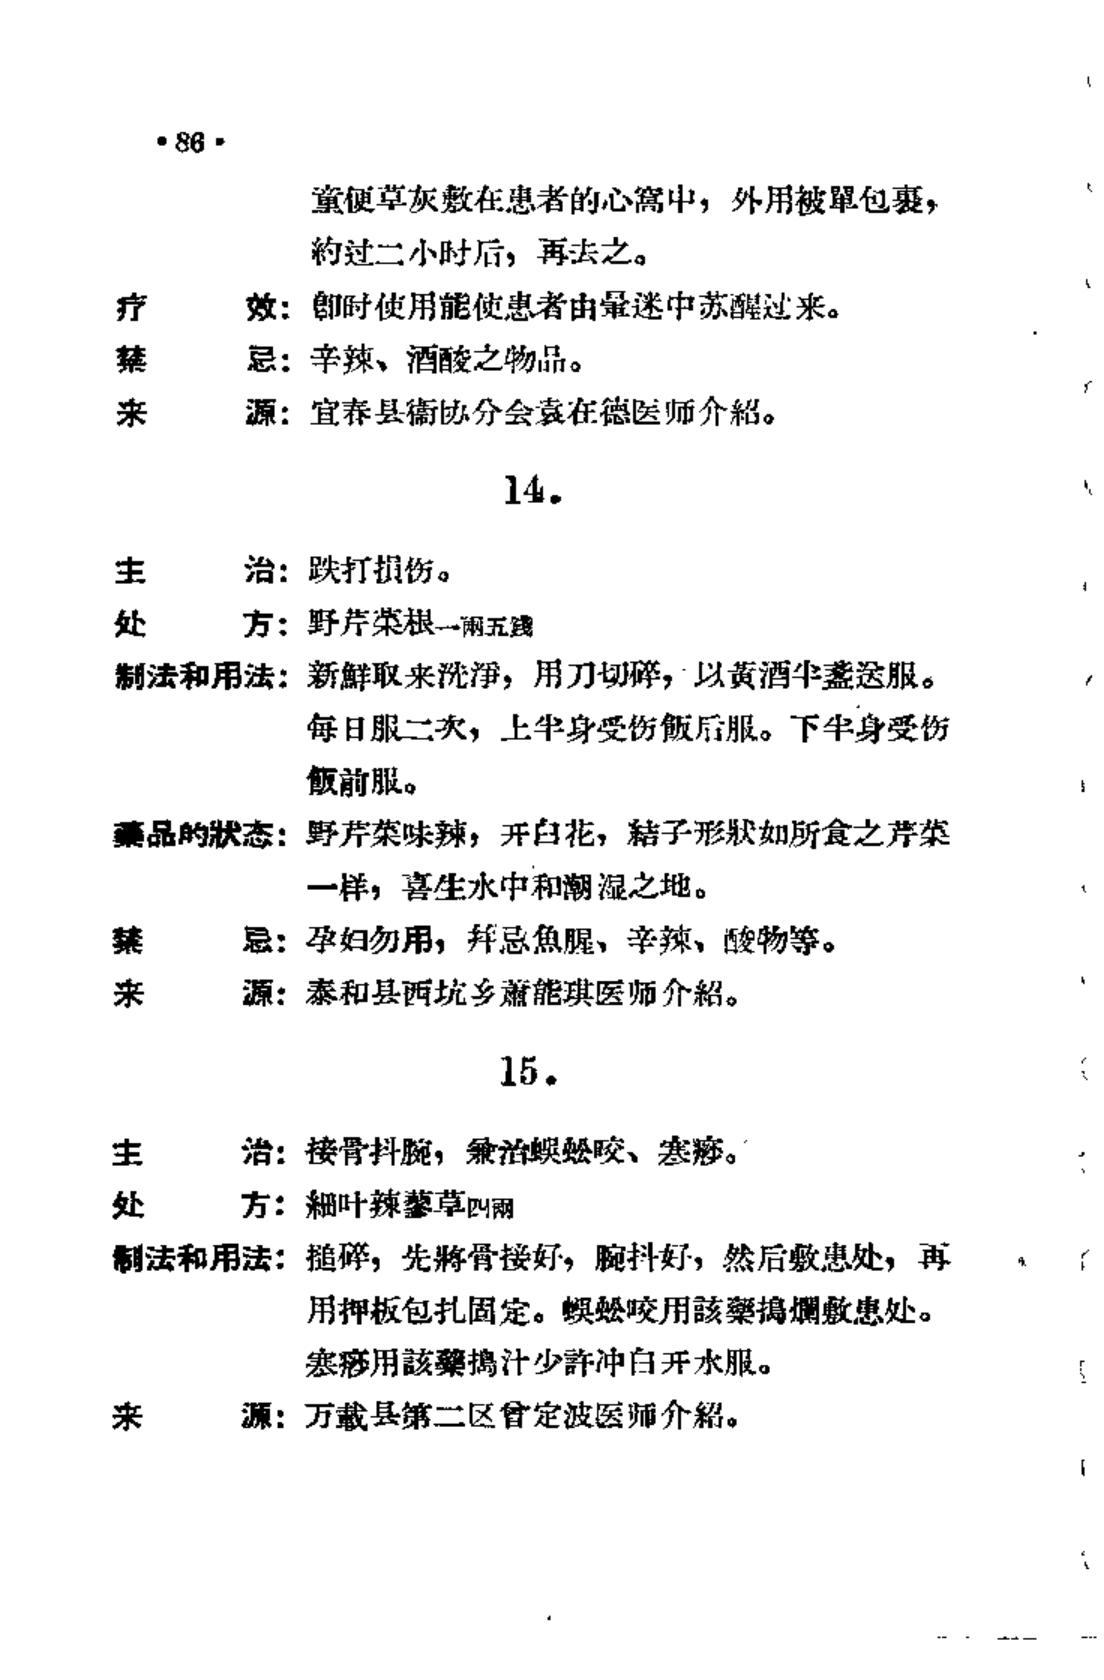 •86•
童便草灰敷在患者的心窝中，外用被單包裹，
約过二小时后，再去之。
疗　　效：卽时使用能使患者由暈迷中苏醒过来。
禁　　忌：辛辣、酒酸之物品。
来　　源：宜春县衞协分会袁在德医师介紹。
14.
主　　治：跌打損伤。
处　　方：野芹菜根一兩五錢
制法和用法：新鮮取来洗淨，用刀切碎，以黃酒半盞送服。
每日服二次，上半身受伤飯后服。下半身受伤
飯前服。
藥品的狀态：野芹菜味辣，开白花，結子形狀如所食之芹菜
一样，喜生水中和潮湿之地。
禁　　忌：孕妇勿用，幷忌魚腥、辛辣、酸物等。
来　　源：泰和县西坑乡蕭能琪医师介紹。
15.
主　　治：接骨抖腕，兼治蜈蚣咬、塞痧。
处　　方：細叶辣蓼草四兩
制法和用法：搥碎，先將骨接好，腕抖好，然后敷患处，再
用押板包扎固定。蜈蚣咬用該藥搗爛敷患处。
塞痧用該藥搗汁少許冲白开水服。
来　　源：万載县第二区曾定波医师介紹。